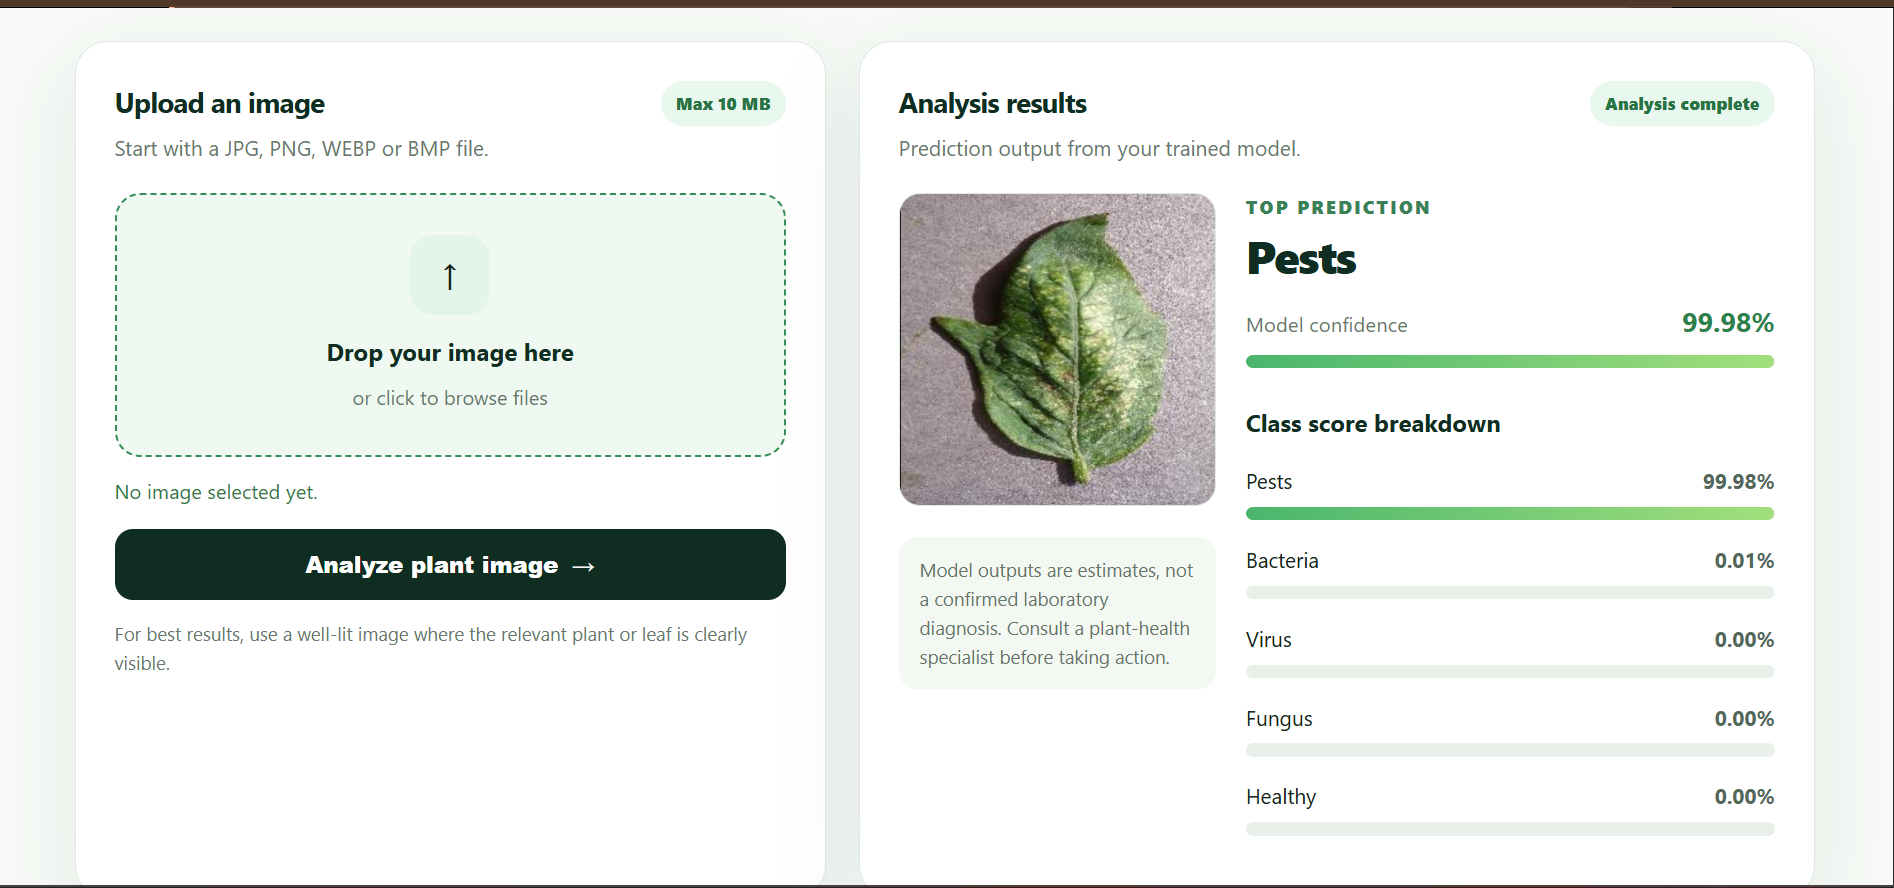 Upload an image
Max 10 MB
Start with a JPG, PNG, WEBP or BMP file.
↑
Drop your image here
or click to browse files
No image selected yet.
Analyze plant image →
For best results, use a well-lit image where the relevant plant or leaf is clearly
visible.
Analysis results
Analysis complete
Prediction output from your trained model.
Model outputs are estimates, not
a confirmed laboratory
diagnosis. Consult a plant-health
specialist before taking action.
TOP PREDICTION
Pests
Model confidence 99.98%
Class score breakdown
Pests 99.98%
Bacteria 0.01%
Virus 0.00%
Fungus 0.00%
Healthy 0.00%